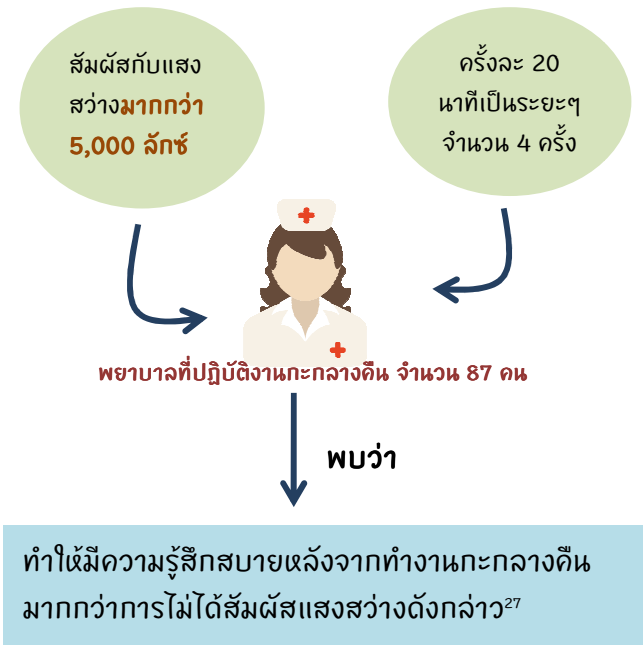 สัมผัสกับแสง
สว่างมากกว่า
5,000 ลักซ์
ครั้งละ 20
นาทีเป็นระยะๆ
จำนวน 4 ครั้ง
พยาบาลที่ปฏิบัติงานกะกลางคืน จำนวน 87 คน
พบว่า
ทำให้มีความรู้สึกสบายหลังจากทำงานกะกลางคืน
มากกว่าการไม่ได้สัมผัสแสงสว่างดังกล่าว²⁷